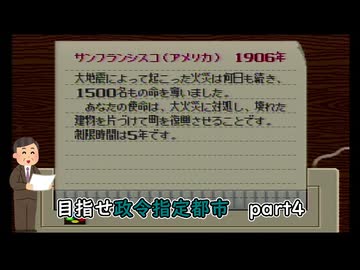 サンフランシスコ（アメリカ） 1906年
大地震によって起こった火災は何日も続き、
1500名もの命を奪いました。
あなたの使命は、大火災に対処し、壊れた
建物を片づけて町を復興させることです。
制限時間は5年です。
目指せ政令指定都市 part4